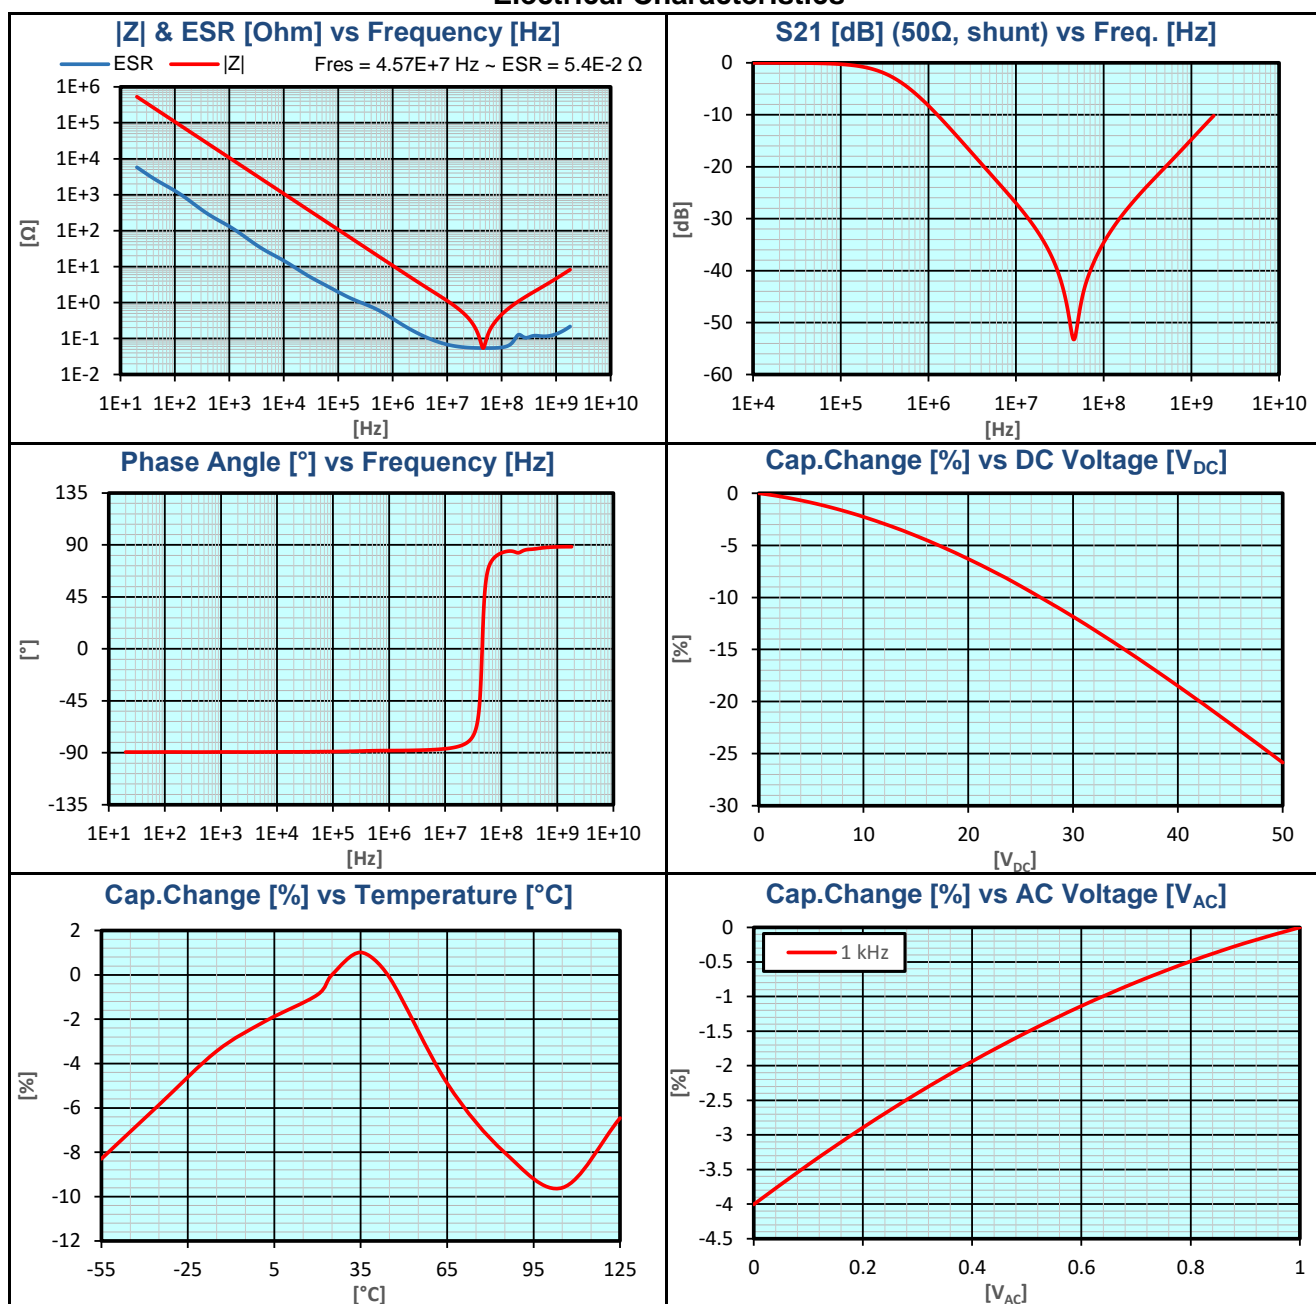 Electrical Characteristics
|Z| & ESR [Ohm] vs Frequency [Hz]
ESR |Z| Fres = 4.57E+7 Hz ~ ESR = 5.4E-2 Ω
1E+6
1E+5
1E+4
1E+3
1E+2
1E+1
1E+0
1E-1
1E-2
[Ω]
1E+1 1E+2 1E+3 1E+4 1E+5 1E+6 1E+7 1E+8 1E+9 1E+10
[Hz]
S21 [dB] (50Ω, shunt) vs Freq. [Hz]
0
-10
-20
-30
-40
-50
-60
[dB]
1E+4 1E+5 1E+6 1E+7 1E+8 1E+9 1E+10
[Hz]
Phase Angle [°] vs Frequency [Hz]
135
90
45
0
-45
-90
-135
[°]
1E+1 1E+2 1E+3 1E+4 1E+5 1E+6 1E+7 1E+8 1E+9 1E+10
[Hz]
Cap.Change [%] vs DC Voltage [VDC]
0
-5
-10
-15
-20
-25
-30
[%]
0 10 20 30 40 50
[VDC]
Cap.Change [%] vs Temperature [°C]
2
0
-2
-4
-6
-8
-10
-12
[%]
-55 -25 5 35 65 95 125
[°C]
Cap.Change [%] vs AC Voltage [VAC]
1 kHz
0
-0.5
-1
-1.5
-2
-2.5
-3
-3.5
-4
-4.5
[%]
0 0.2 0.4 0.6 0.8 1
[VAC]